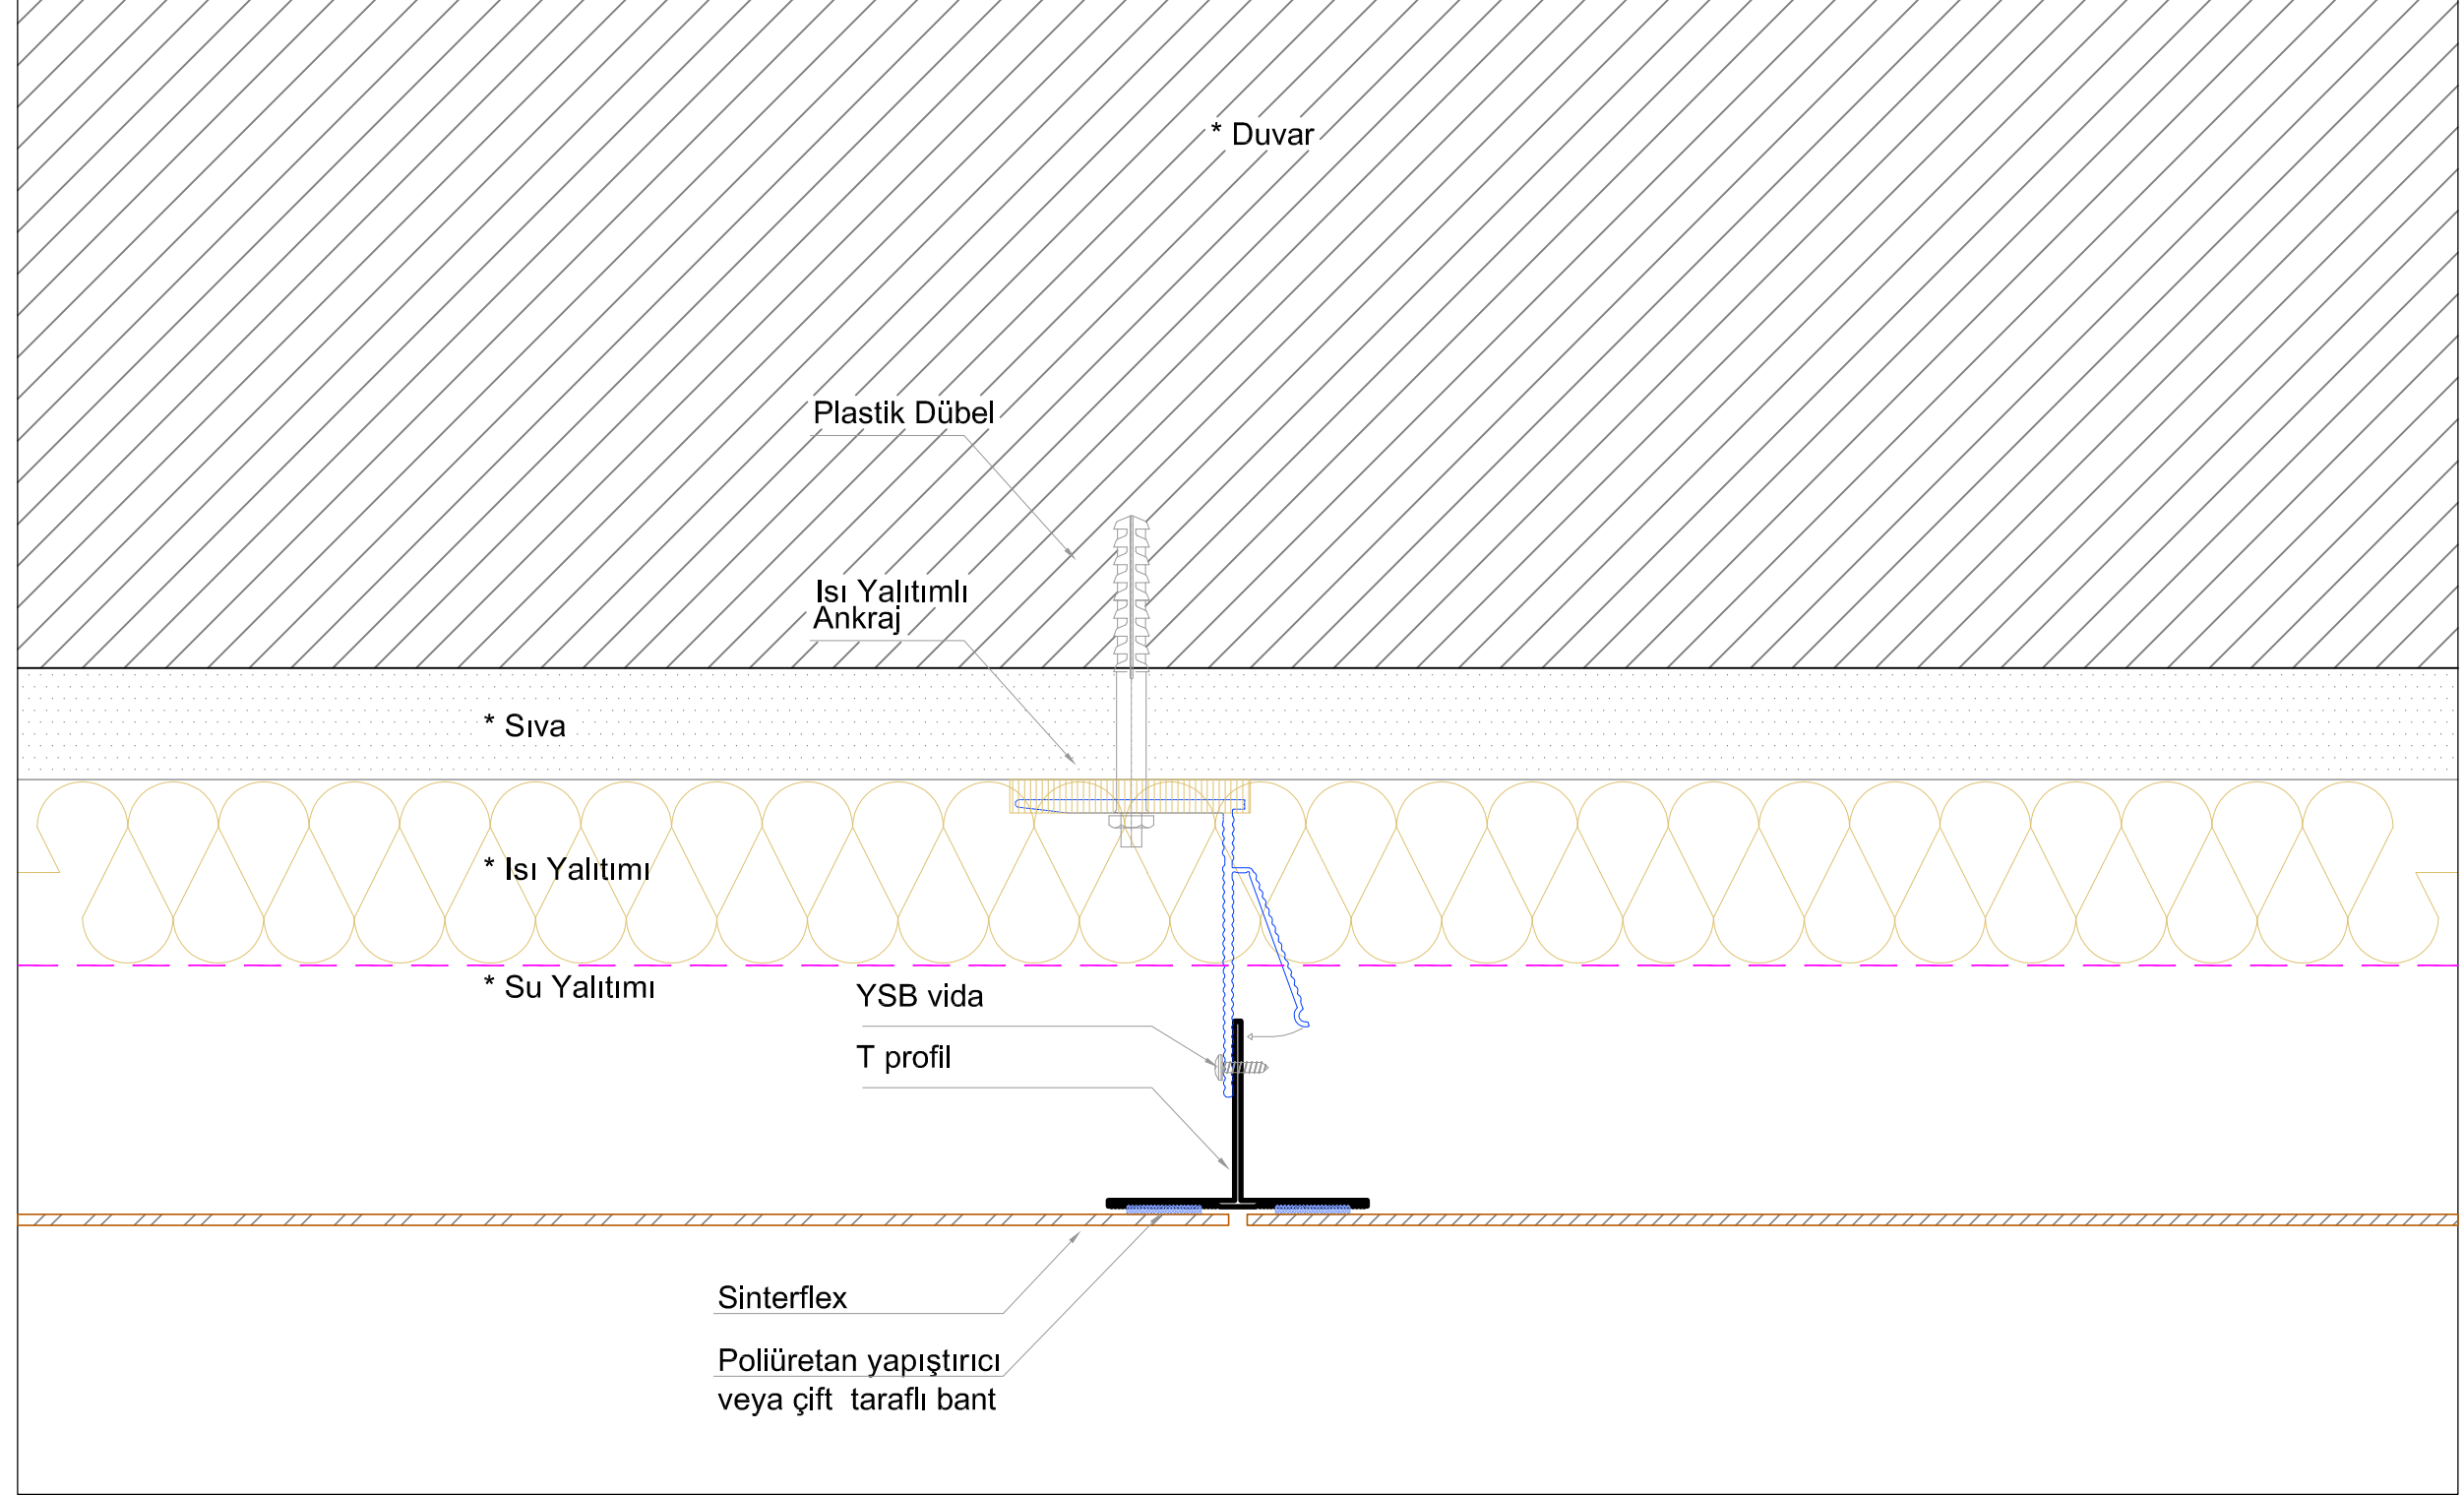 * Duvar
Plastik Dübel
Isı Yalıtımlı
Ankraj
* Sıva
* Isı Yalıtımı
* Su Yalıtımı
YSB vida
T profil
Sinterflex
Poliüretan yapıştırıcı
veya çift taraflı bant